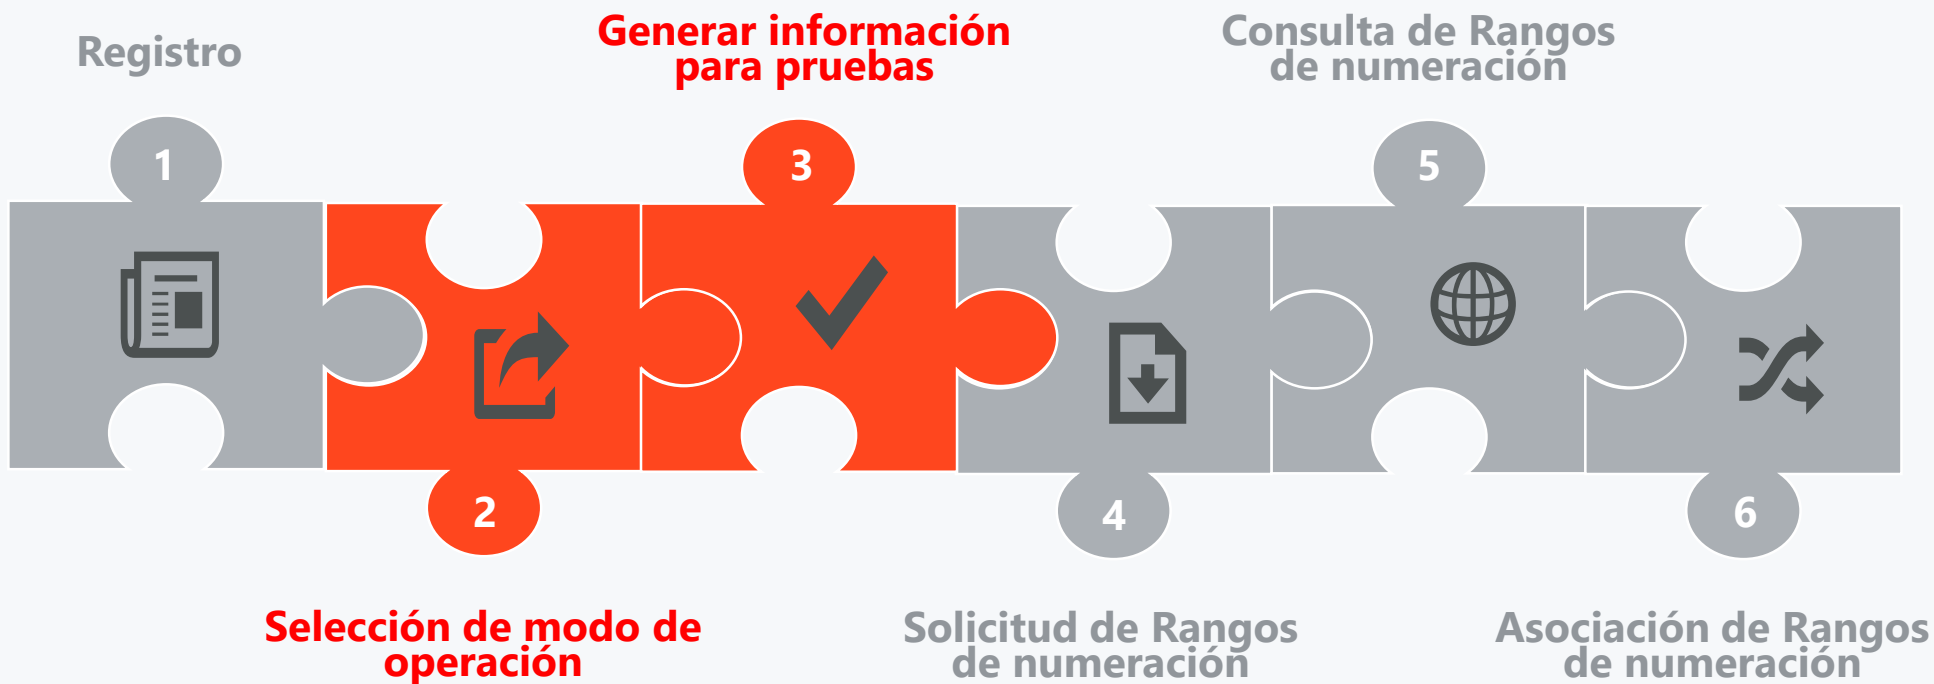 Registro
1
Selección de modo de
operación
2
Generar información
para pruebas
3
Solicitud de Rangos
de numeración
4
Consulta de Rangos
de numeración
5
Asociación de Rangos
de numeración
6